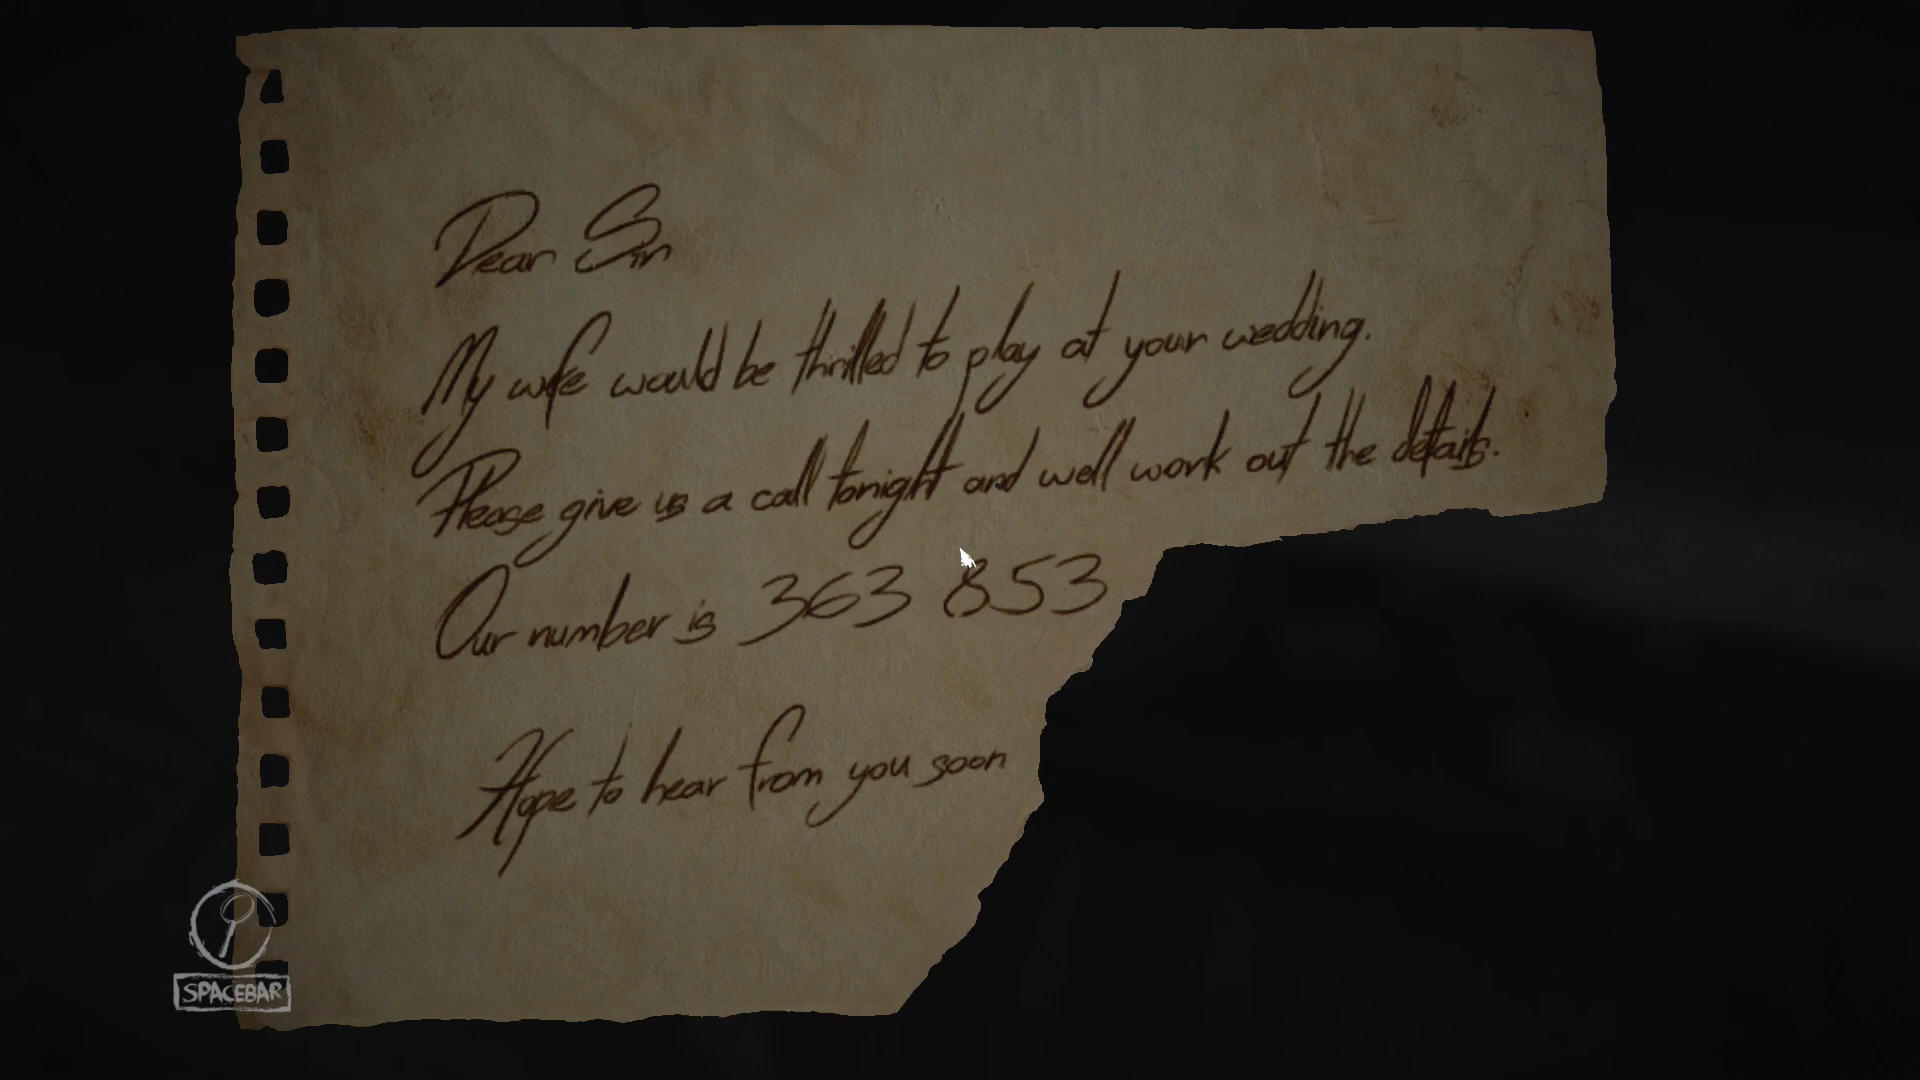 Dear Sir
My wife would be thrilled to play at your wedding.
Please give us a call tonight and well work out the details.
Our number is 363 853
Hope to hear from you soon
SPACEBAR